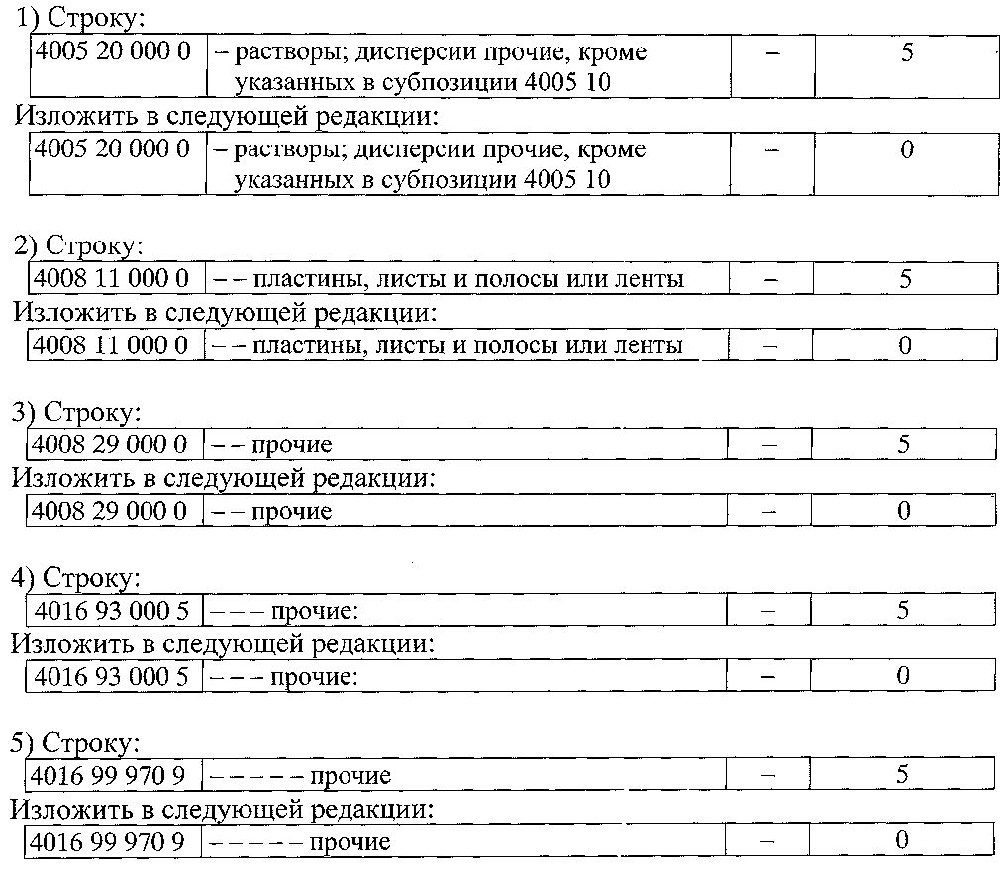 1) Строку:
4005 20 000 0 – растворы; дисперсии прочие, кроме – 5
указанных в субпозиции 4005 10
Изложить в следующей редакции:
4005 20 000 0 – растворы; дисперсии прочие, кроме – 0
указанных в субпозиции 4005 10
2) Строку:
4008 11 000 0 – – пластины, листы и полосы или ленты – 5
Изложить в следующей редакции:
4008 11 000 0 – – пластины, листы и полосы или ленты – 0
3) Строку:
4008 29 000 0 – – прочие – 5
Изложить в следующей редакции:
4008 29 000 0 – – прочие – 0
4) Строку:
4016 93 000 5 – – – прочие: – 5
Изложить в следующей редакции:
4016 93 000 5 – – – прочие: – 0
5) Строку:
4016 99 970 9 – – – – – прочие – 5
Изложить в следующей редакции:
4016 99 970 9 – – – – – прочие – 0